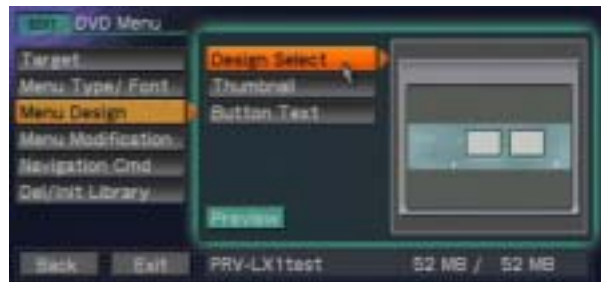 EDIT DVD Menu
Target
Menu Type/ Font
Menu Design
Menu Modification
Navigation Cmd
Del/Init Library
Design Select
Thumbnail
Button Text
Preview
Back Exit PRV-LX1test 52 MB / 52 MB